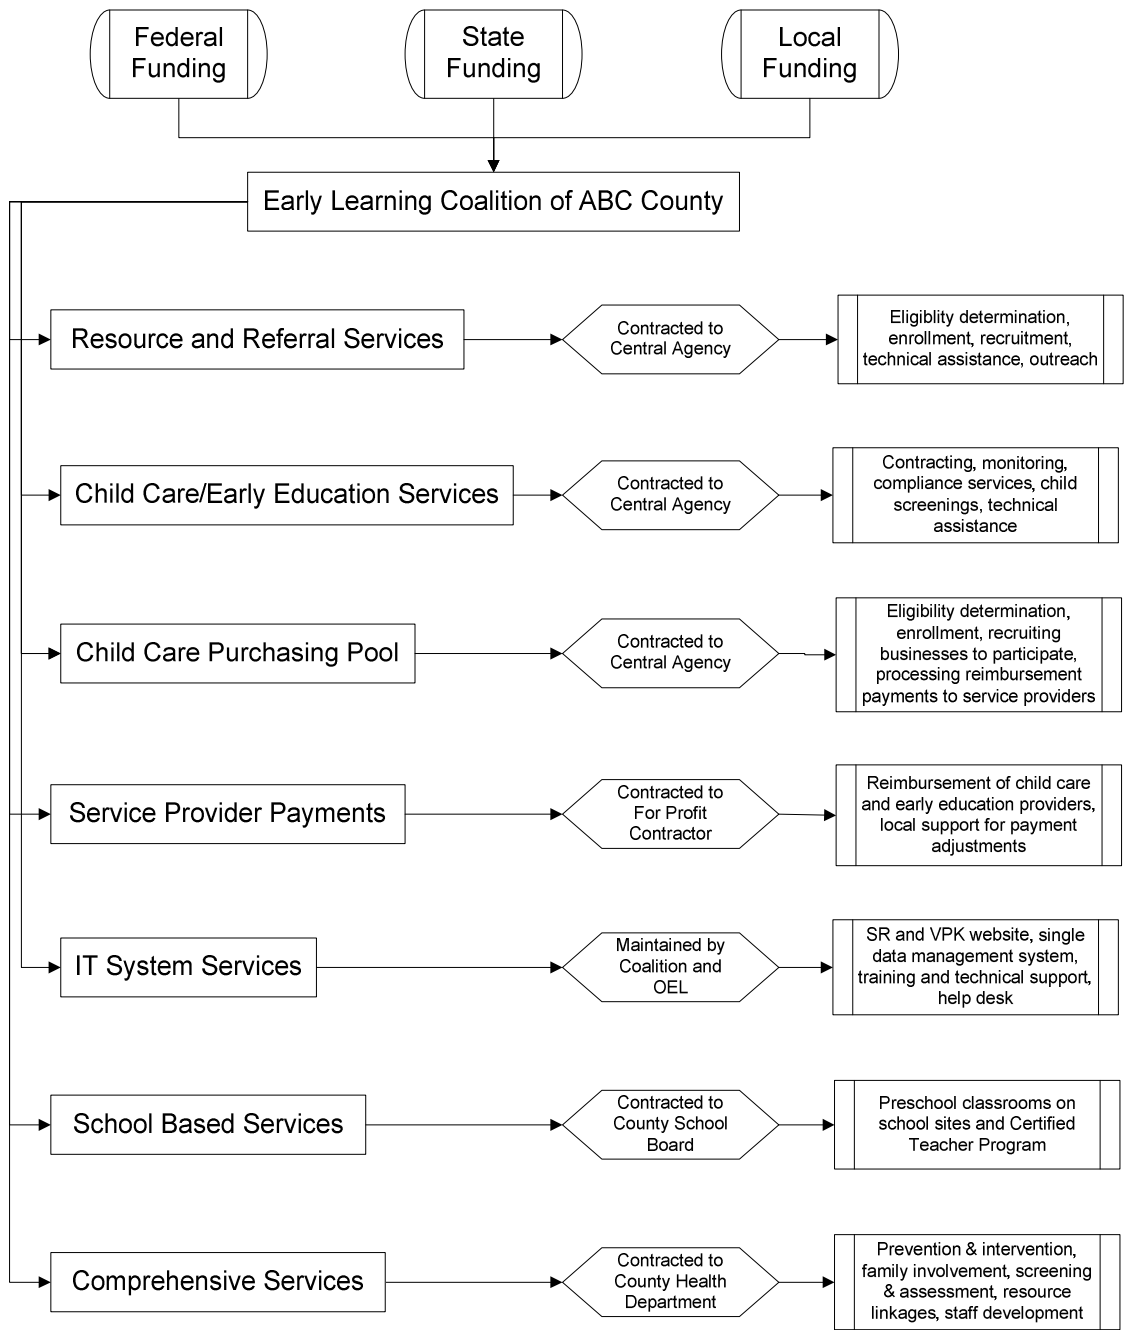 Federal
Funding
State
Funding
Local
Funding
Early Learning Coalition of ABC County
Resource and Referral Services
Contracted to
Central Agency
Eligiblity determination,
enrollment, recruitment,
technical assistance, outreach
Child Care/Early Education Services
Contracted to
Central Agency
Contracting, monitoring,
compliance services, child
screenings, technical
assistance
Child Care Purchasing Pool
Contracted to
Central Agency
Eligibility determination,
enrollment, recruiting
businesses to participate,
processing reimbursement
payments to service providers
Service Provider Payments
Contracted to
For Profit
Contractor
Reimbursement of child care
and early education providers,
local support for payment
adjustments
IT System Services
Maintained by
Coalition and
OEL
SR and VPK website, single
data management system,
training and technical support,
help desk
School Based Services
Contracted to
County School
Board
Preschool classrooms on
school sites and Certified
Teacher Program
Comprehensive Services
Contracted to
County Health
Department
Prevention & intervention,
family involvement, screening
& assessment, resource
linkages, staff development